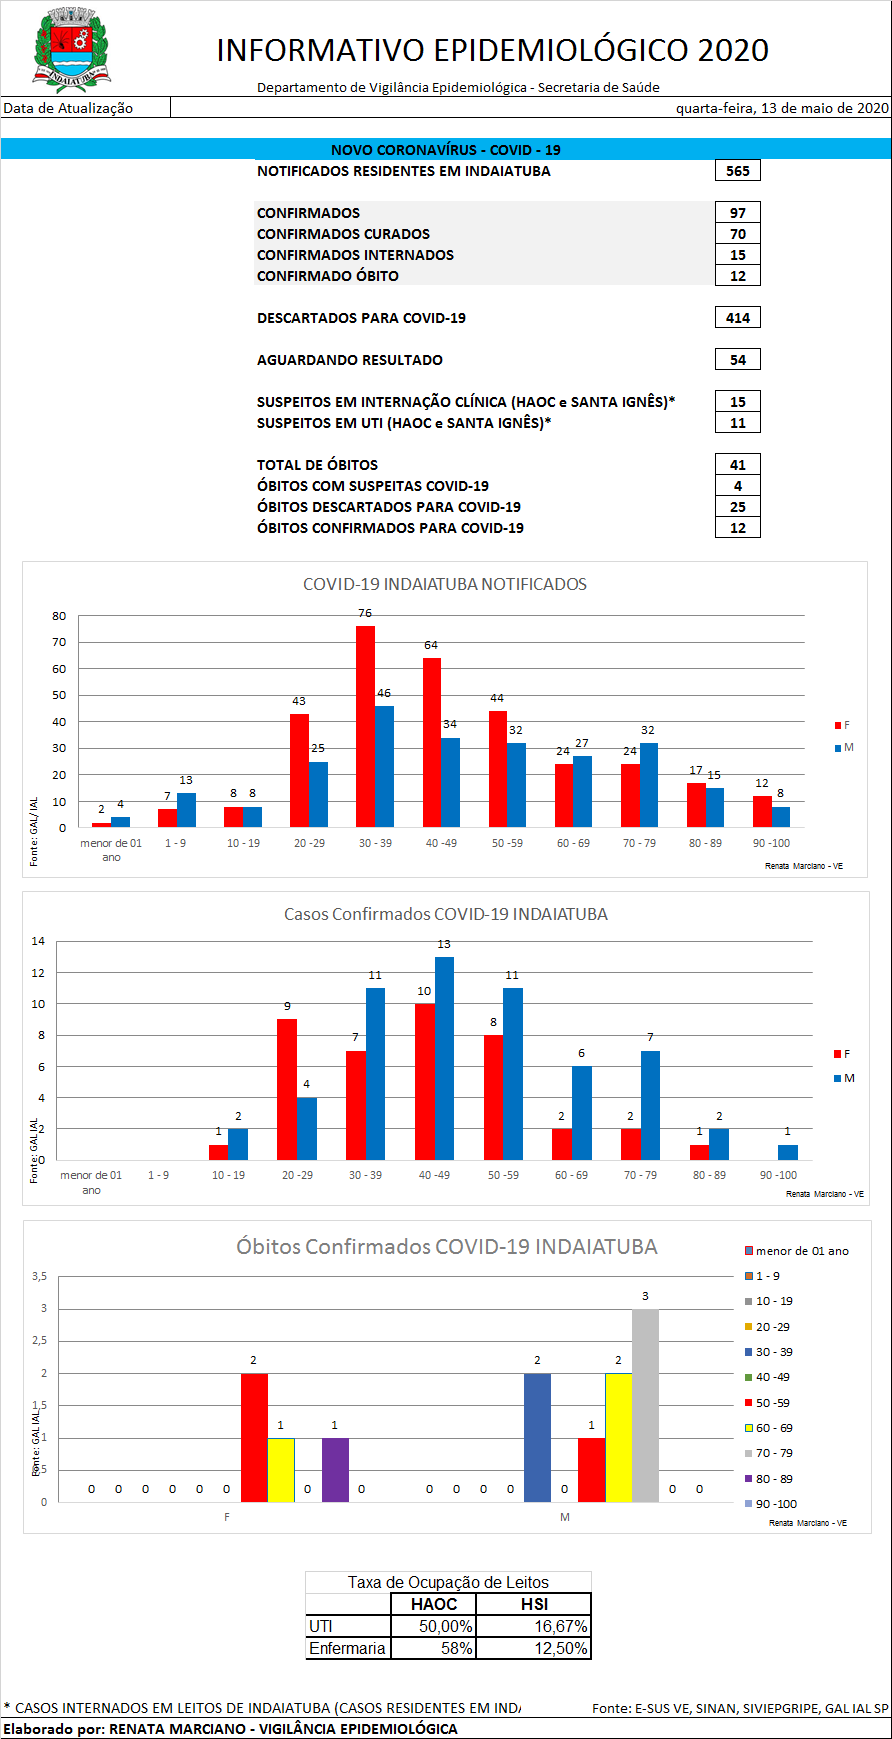 INDAIATUBA
INFORMATIVO EPIDEMIOLÓGICO 2020
Departamento de Vigilância Epidemiológica - Secretaria de Saúde
Data de Atualização quarta-feira, 13 de maio de 2020
NOVO CORONAVÍRUS - COVID - 19
NOTIFICADOS RESIDENTES EM INDAIATUBA 565
CONFIRMADOS 97
CONFIRMADOS CURADOS 70
CONFIRMADOS INTERNADOS 15
CONFIRMADO ÓBITO 12
DESCARTADOS PARA COVID-19 414
AGUARDANDO RESULTADO 54
SUSPEITOS EM INTERNAÇÃO CLÍNICA (HAOC e SANTA IGNÊS)* 15
SUSPEITOS EM UTI (HAOC e SANTA IGNÊS)* 11
TOTAL DE ÓBITOS 41
ÓBITOS COM SUSPEITAS COVID-19 4
ÓBITOS DESCARTADOS PARA COVID-19 25
ÓBITOS CONFIRMADOS PARA COVID-19 12
COVID-19 INDAIATUBA NOTIFICADOS
80
70
60
50
40
30
20
10
0
2 4 7 13 8 8 43 25 76 46 64 34 44 32 24 27 24 32 17 15 12 8
F
M
menor de 01 1 - 9 10 - 19 20 -29 30 - 39 40 -49 50 -59 60 - 69 70 - 79 80 - 89 90 -100
ano
Fonte: GAL/ IAL
Renata Marciano - VE
Casos Confirmados COVID-19 INDAIATUBA
14
12
10
8
6
4
2
0
1 2 9 4 7 11 10 13 8 11 2 6 2 7 1 2 1
F
M
menor de 01 1 - 9 10 - 19 20 -29 30 - 39 40 -49 50 -59 60 - 69 70 - 79 80 - 89 90 -100
ano
Fonte: GAL IAL
Renata Marciano - VE
Óbitos Confirmados COVID-19 INDAIATUBA
3,5
3
2,5
2
1,5
1
0,5
0
0 0 0 0 0 0 2 1 0 1 0 0 0 0 0 2 0 1 2 3 0 0
F M
Fonte: GAL IAL
menor de 01 ano
1 - 9
10 - 19
20 -29
30 - 39
40 -49
50 -59
60 - 69
70 - 79
80 - 89
90 -100
Renata Marciano - VE
Taxa de Ocupação de Leitos
HAOC HSI
UTI 50,00% 16,67%
Enfermaria 58% 12,50%
* CASOS INTERNADOS EM LEITOS DE INDAIATUBA (CASOS RESIDENTES EM IND Fonte: E-SUS VE, SINAN, SIVIEPGRIPE, GAL IAL SP
Elaborado por: RENATA MARCIANO - VIGILÂNCIA EPIDEMIOLÓGICA